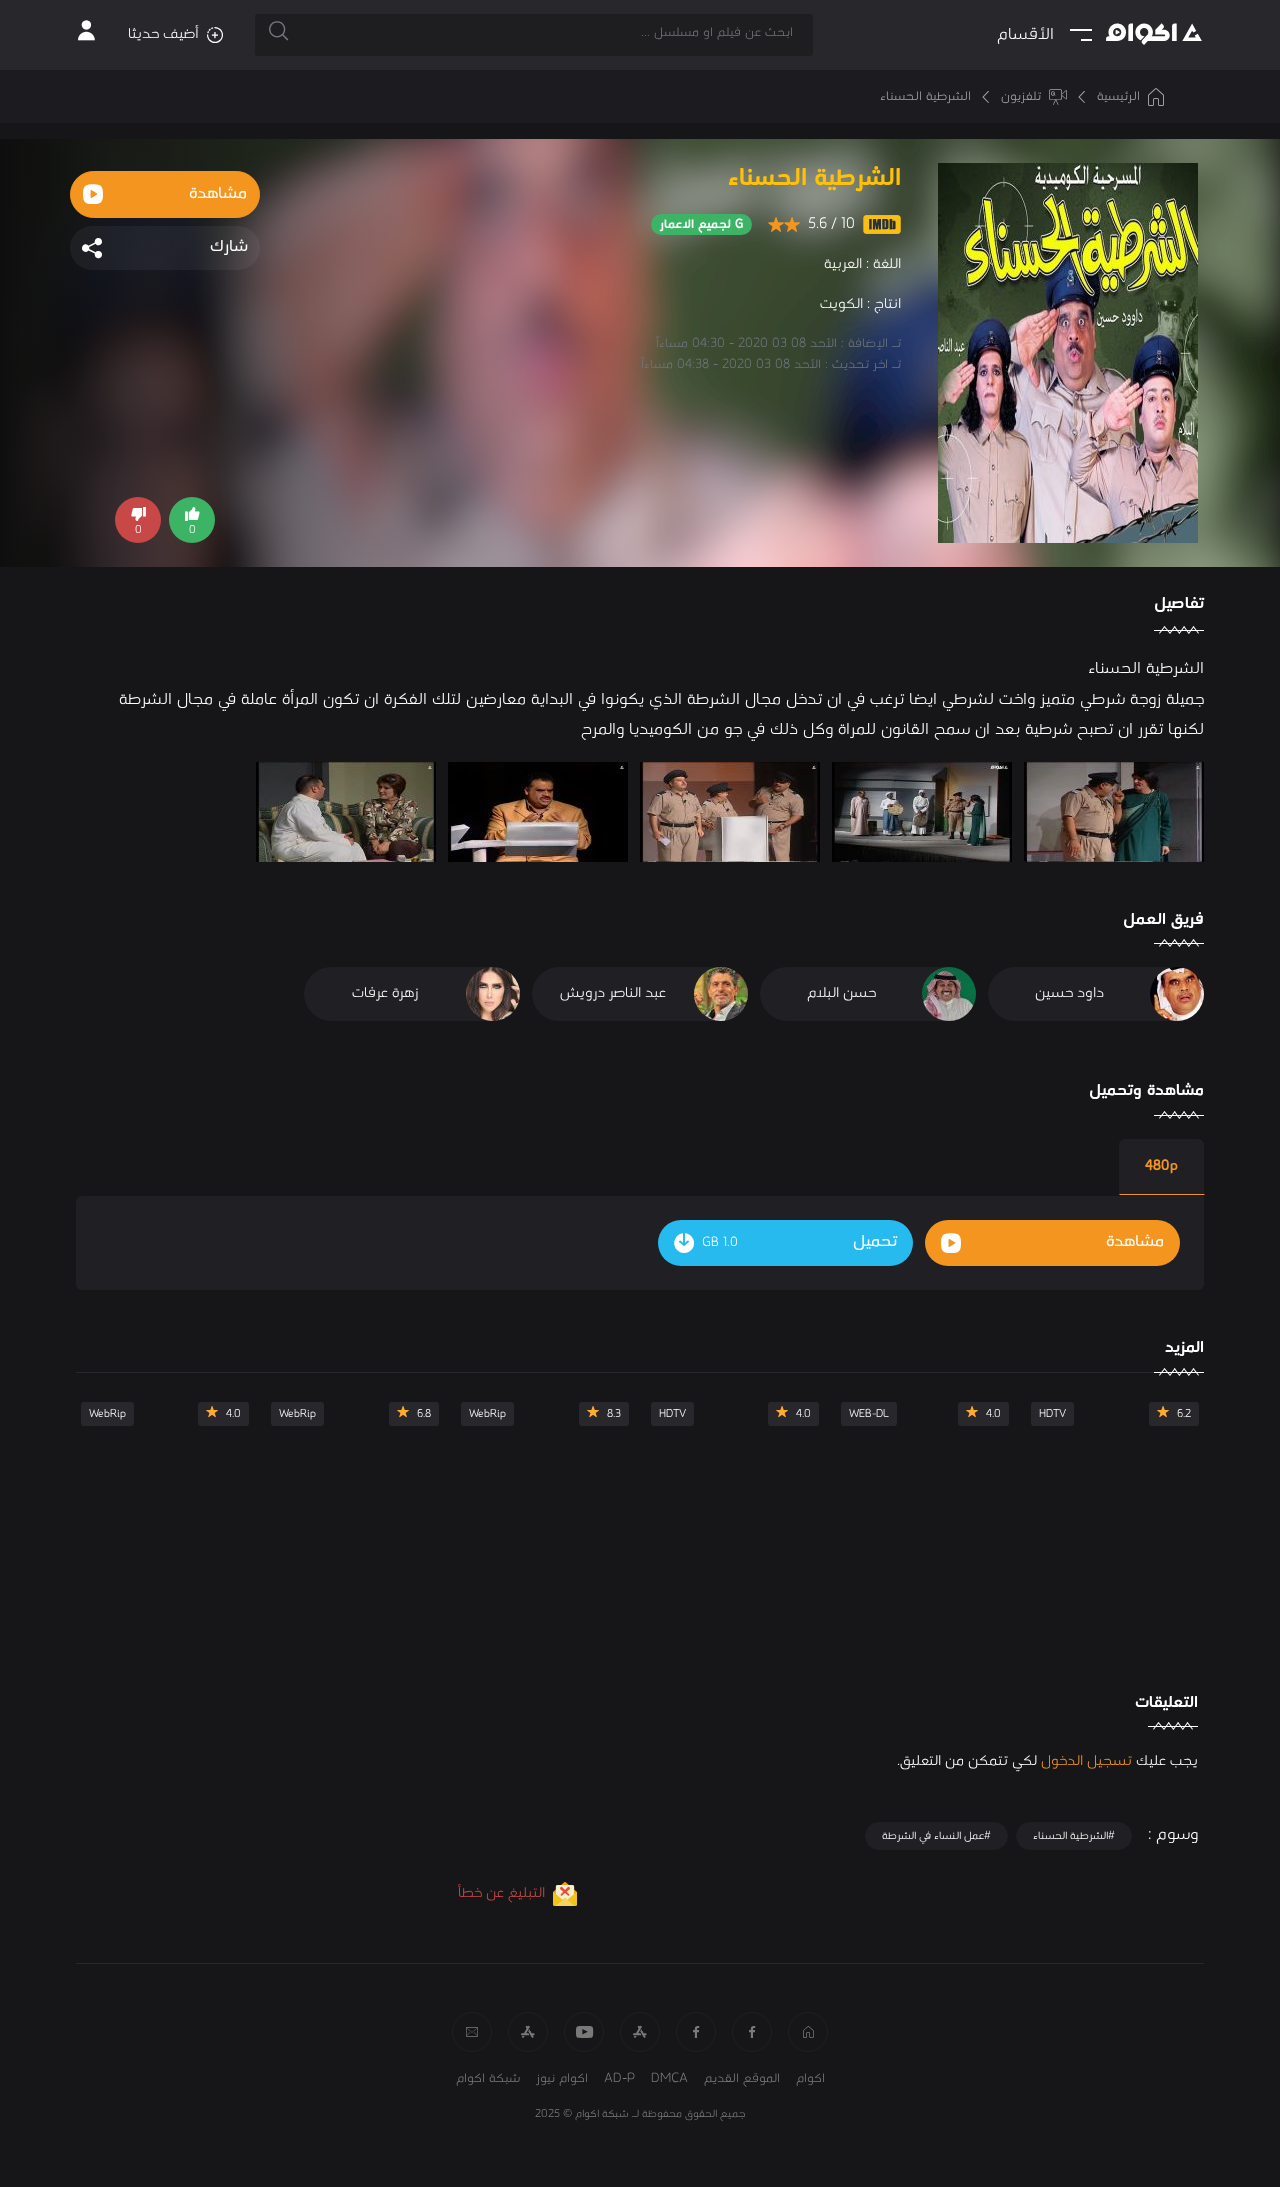 اكوام
الأقسام
ابحث عن فيلم او مسلسل ...
أضيف حديثا
الرئيسية
تلفزيون
الشرطية الحسناء
المسرحية الكوميدية
الشرطية الحسناء
داوود حسين
الشرطية الحسناء
IMDb
10 / 5.6
G لجميع الاعمار
اللغة : العربية
انتاج : الكويت
تـ الإضافة : الأحد 08 03 2020 - 04:30 مساءاً
تـ اخر تحديث : الأحد 08 03 2020 - 04:38 مساءاً
مشاهدة
شارك
0
0
تفاصيل
الشرطية الحسناء
جميلة زوجة شرطي متميز واخت لشرطي ايضا ترغب في ان تدخل مجال الشرطة الذي يكونوا في البداية معارضين لتلك الفكرة ان تكون المرأة عاملة في مجال الشرطة
لكنها تقرر ان تصبح شرطية بعد ان سمح القانون للمراة وكل ذلك في جو من الكوميديا والمرح
فريق العمل
داود حسين
حسن البلام
عبد الناصر درويش
زهرة عرفات
مشاهدة وتحميل
480p
مشاهدة
تحميل
1.0 GB
المزيد
6.2
HDTV
4.0
WEB-DL
4.0
HDTV
8.3
WebRip
6.8
WebRip
4.0
WebRip
التعليقات
يجب عليك تسجيل الدخول لكي تتمكن من التعليق.
وسوم :
#الشرطية الحسناء
#عمل النساء في الشرطة
التبليغ عن خطأ
اكوام
الموقع القديم
DMCA
AD-P
اكوام نيوز
شبكة اكوام
جميع الحقوق محفوظة لـ شبكة اكوام © 2025